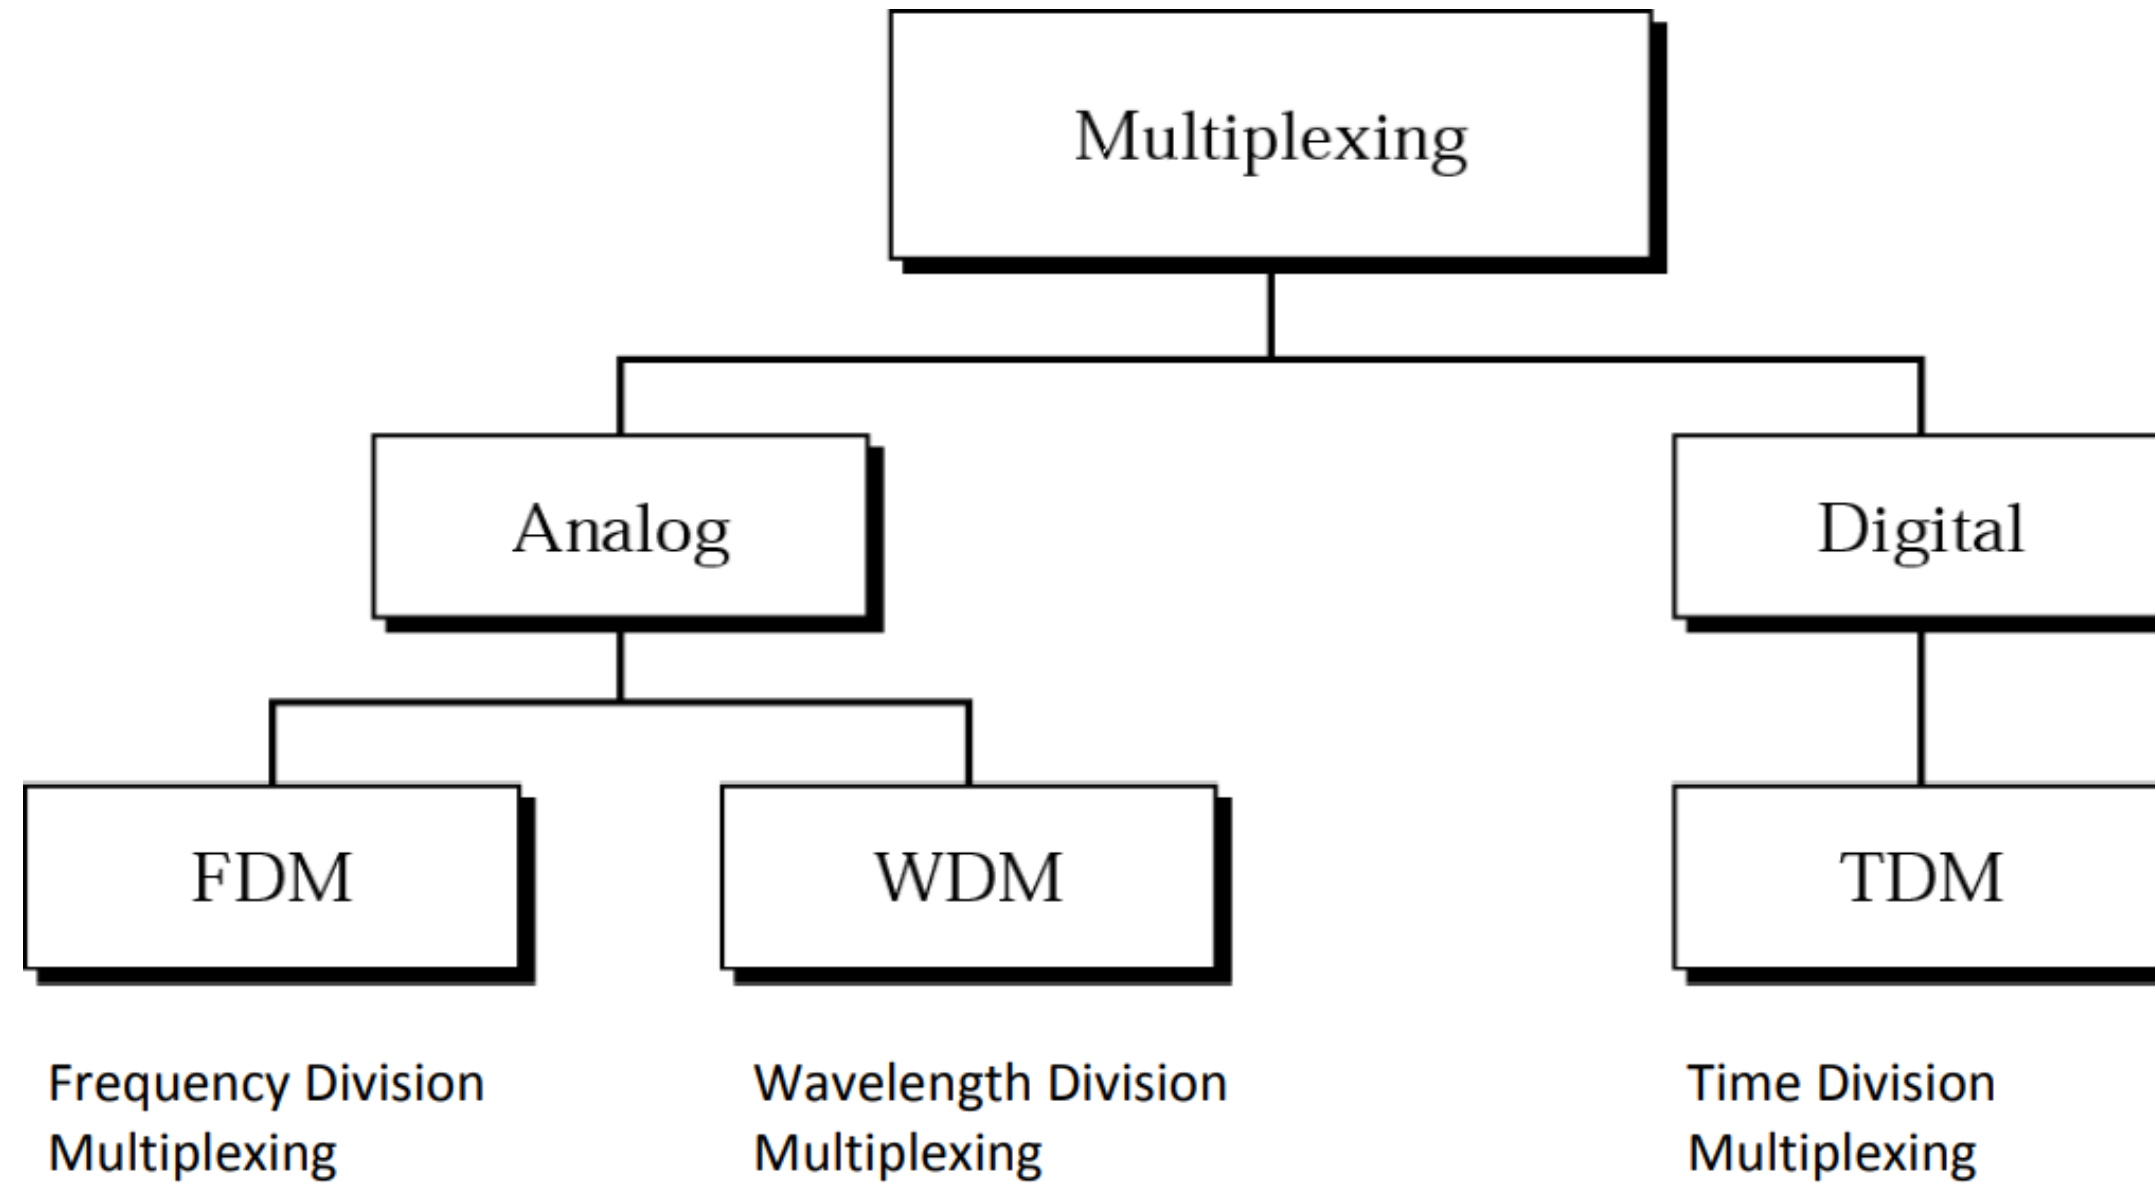 Multiplexing
Analog
Digital
FDM
WDM
TDM
Frequency Division
Multiplexing
Wavelength Division
Multiplexing
Time Division
Multiplexing